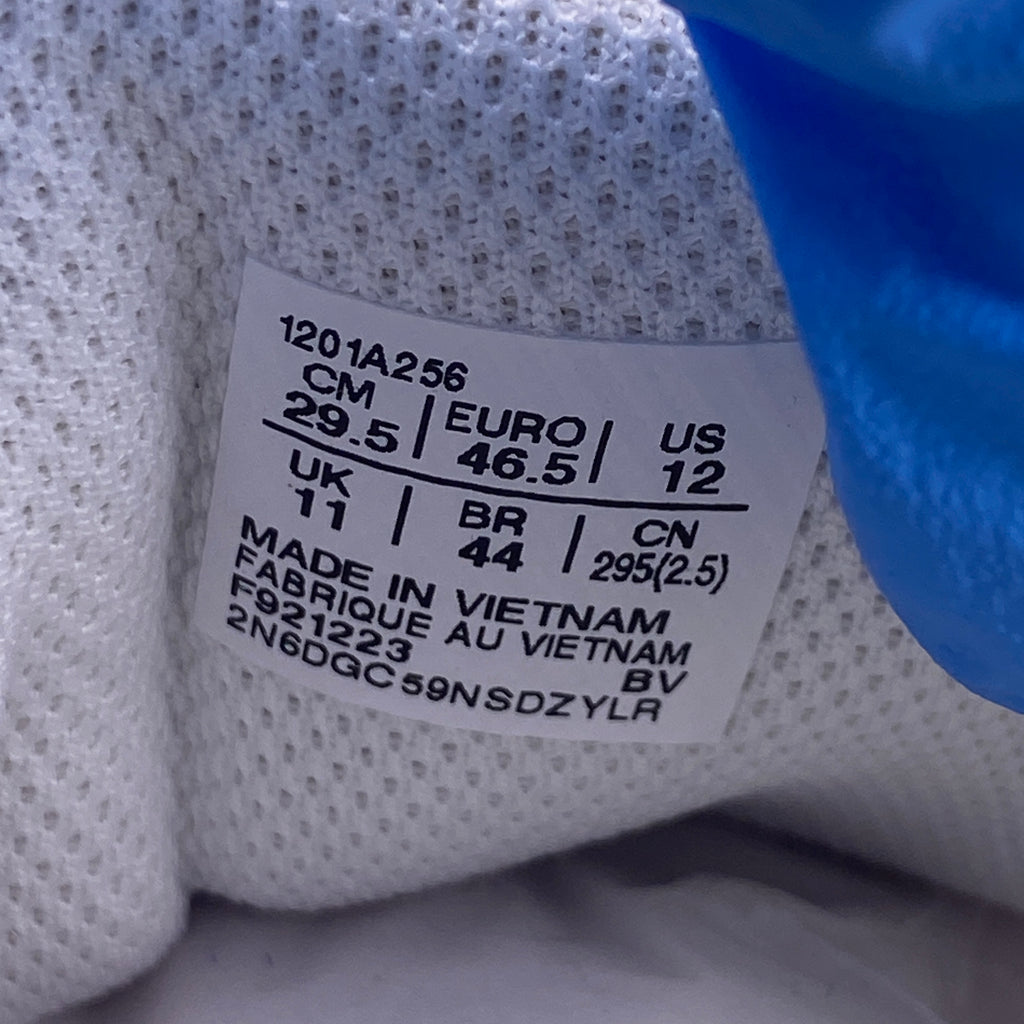 1201A256
CM | EURO | US
29.5 | 46.5 | 12
UK | BR | CN
11 | 44 | 295(2.5)
MADE IN VIETNAM
FABRIQUE AU VIETNAM
F921223 BV
2N6DGC59NSDZYLR